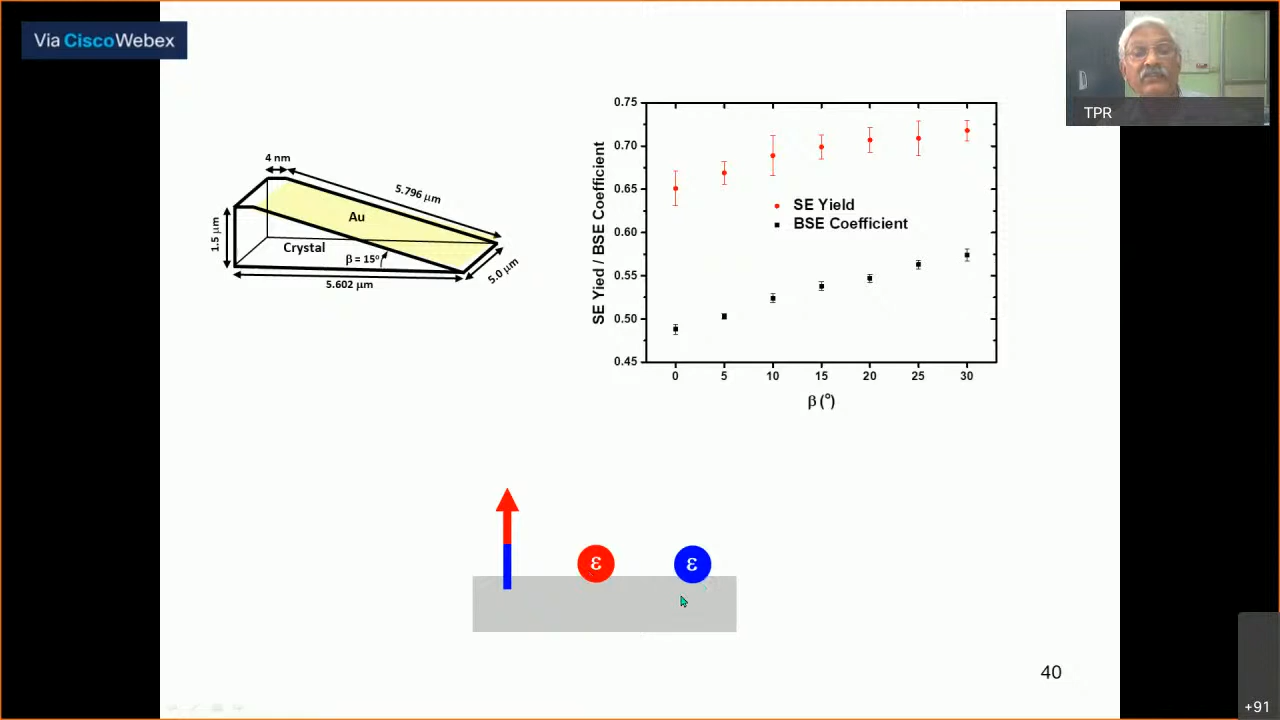 Via CiscoWebex
TPR
4 nm
5.796 µm
Au
1.5 µm
Crystal
β = 15°
5.602 µm
5.0 µm
SE Yied / BSE Coefficient
0.75
0.70
0.65
0.60
0.55
0.50
0.45
SE Yield
BSE Coefficient
0 5 10 15 20 25 30
β (°)
ε ε
40
+91